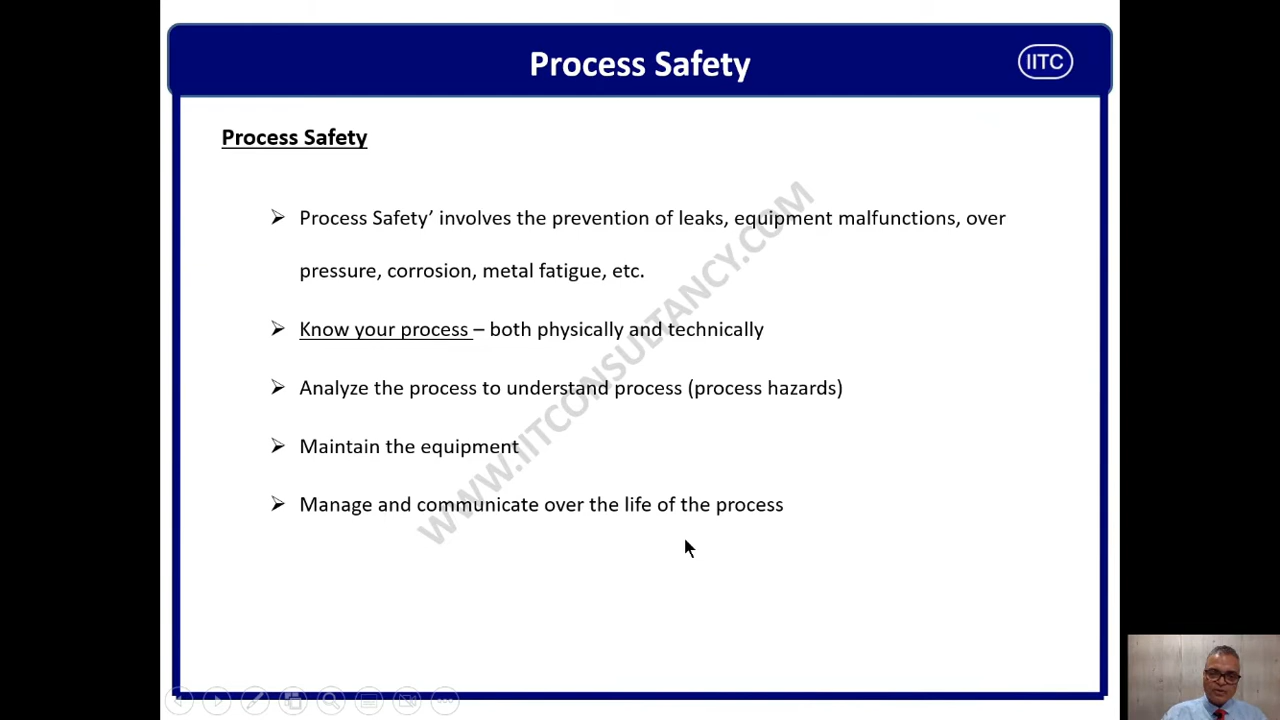 Process Safety
IITC
Process Safety
Process Safety’ involves the prevention of leaks, equipment malfunctions, over
pressure, corrosion, metal fatigue, etc.
Know your process – both physically and technically
Analyze the process to understand process (process hazards)
Maintain the equipment
Manage and communicate over the life of the process
WWW.IITCONSULTANCY.COM